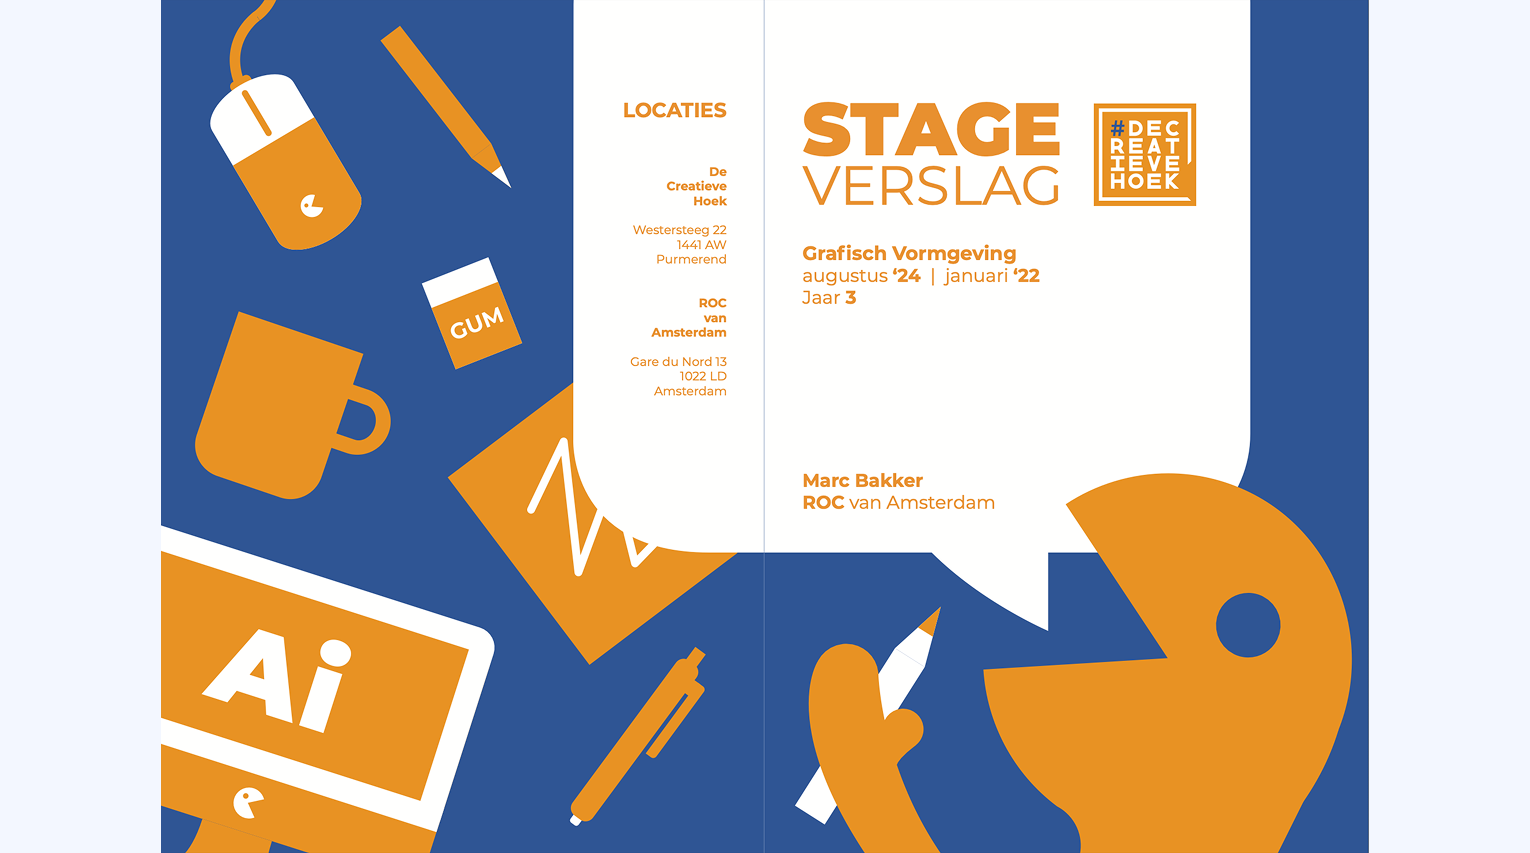 LOCATIES
De
Creatieve
Hoek
Westersteeg 22
1441 AW
Purmerend
ROC
van
Amsterdam
Gare du Nord 13
1022 LD
Amsterdam
STAGE
VERSLAG
#DEC
REAT
IEVE
HOEK
Grafisch Vormgeving
augustus ‘24 | januari ‘22
Jaar 3
Marc Bakker
ROC van Amsterdam
GUM
Ai